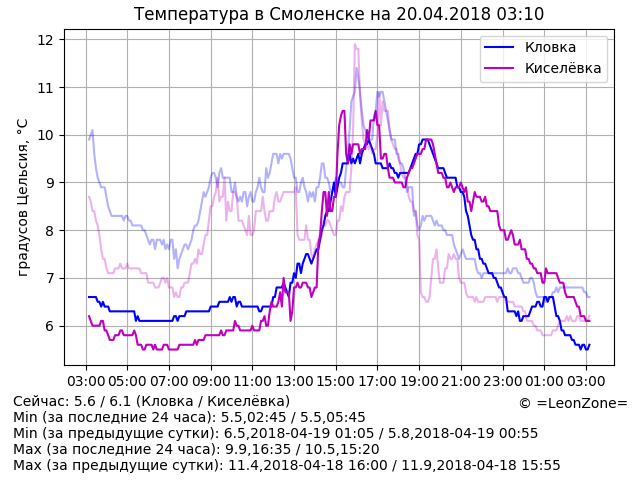 Температура в Смоленске на 20.04.2018 03:10
Кловка
Киселёвка
градусов Цельсия, °C
12
11
10
9
8
7
6
03:00 05:00 07:00 09:00 11:00 13:00 15:00 17:00 19:00 21:00 23:00 01:00 03:00
Сейчас: 5.6 / 6.1 (Кловка / Киселёвка)
© =LeonZone=
Min (за последние 24 часа): 5.5,02:45 / 5.5,05:45
Min (за предыдущие сутки): 6.5,2018-04-19 01:05 / 5.8,2018-04-19 00:55
Max (за последние 24 часа): 9.9,16:35 / 10.5,15:20
Max (за предыдущие сутки): 11.4,2018-04-18 16:00 / 11.9,2018-04-18 15:55